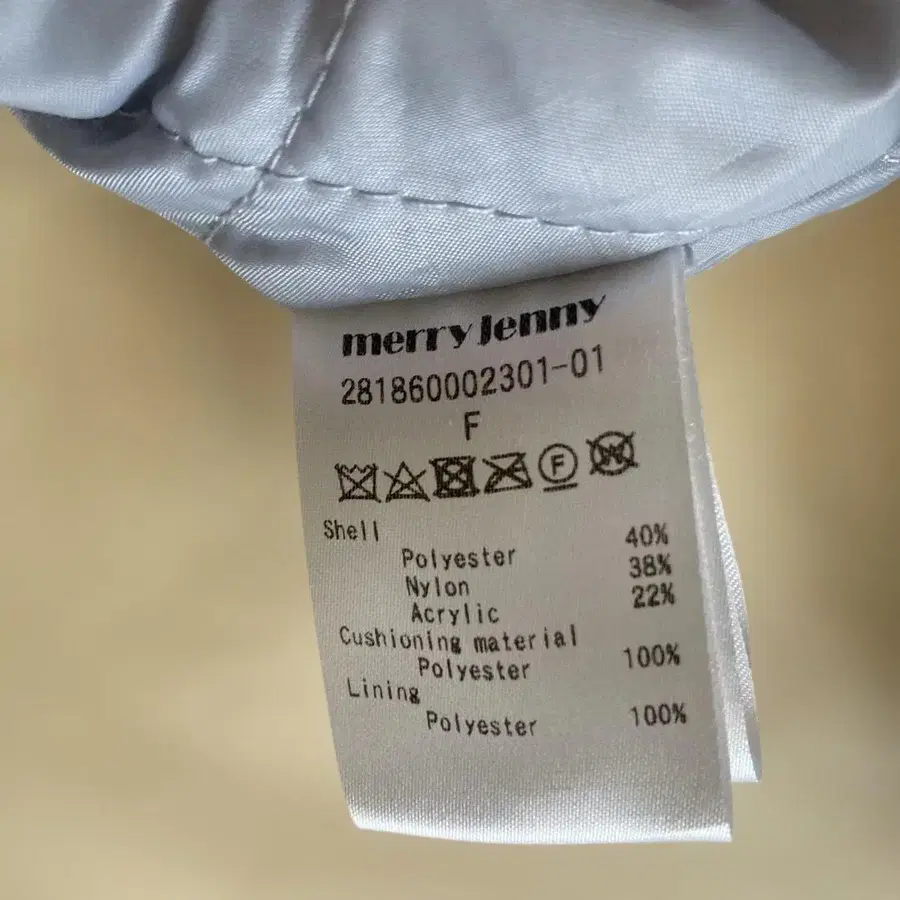 merry jenny
281860002301-01
F
F W
Shell
Polyester 40%
Nylon 38%
Acrylic 22%
Cushioning material
Polyester 100%
Lining
Polyester 100%